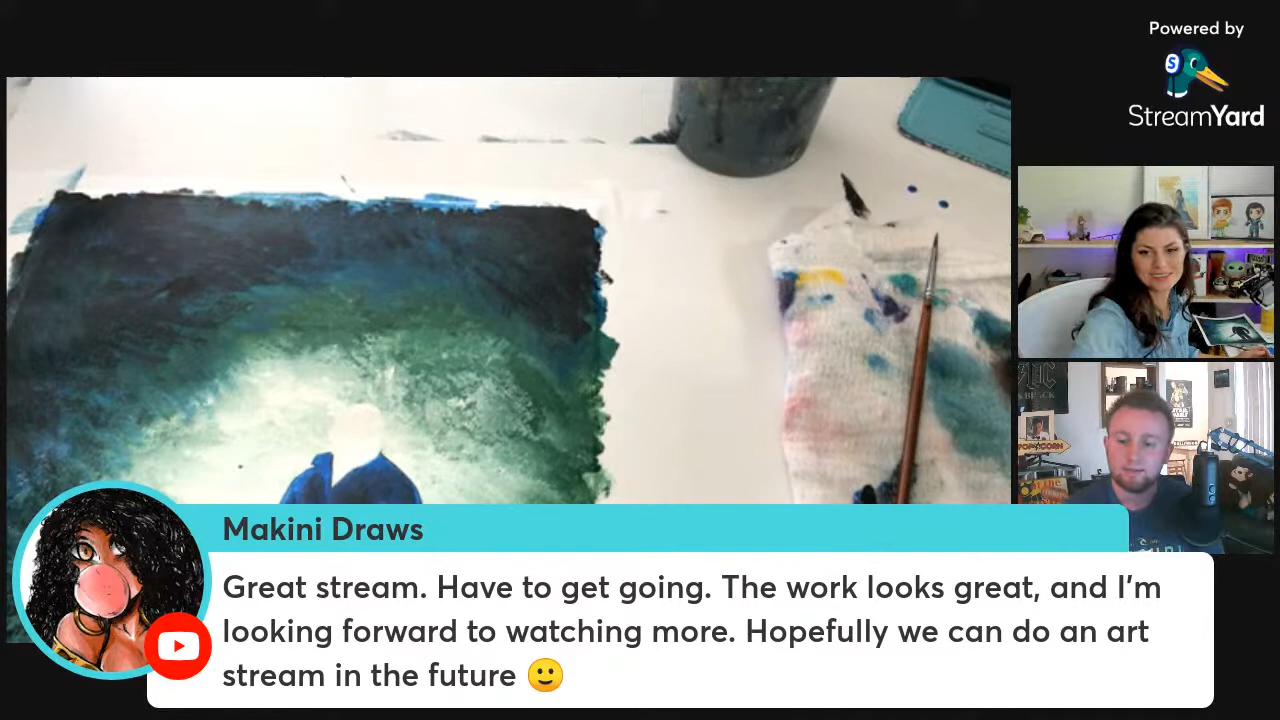 Powered by
S
StreamYard
POPCORN
Makini Draws
Great stream. Have to get going. The work looks great, and I'm
looking forward to watching more. Hopefully we can do an art
stream in the future 🙂